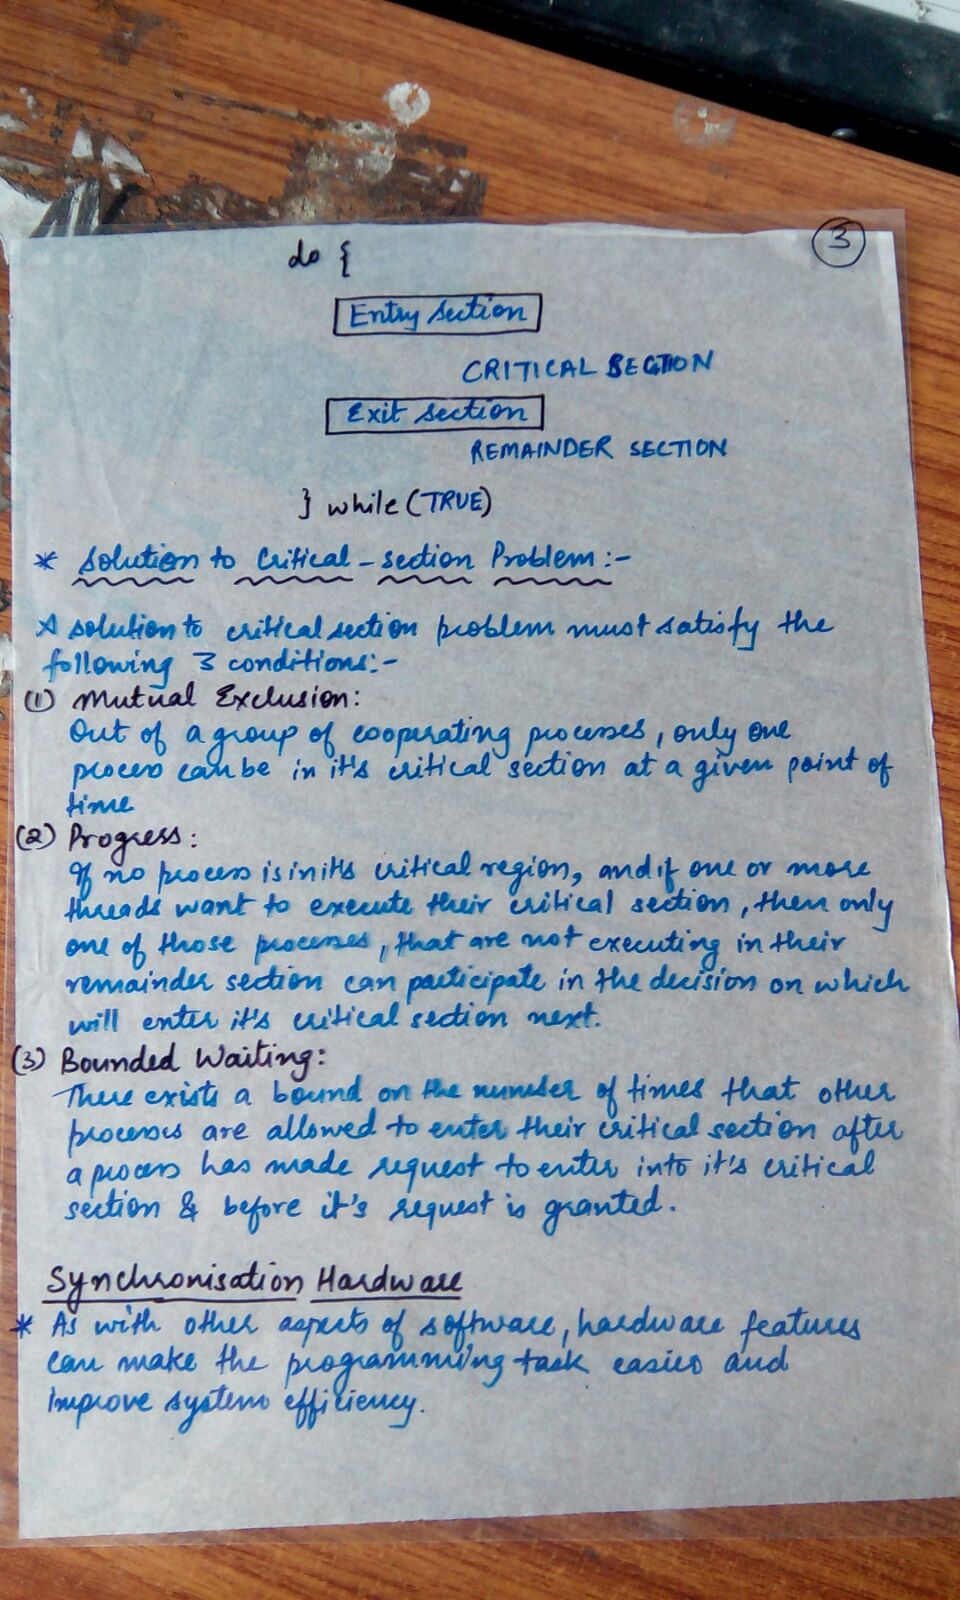 3
do {
Entry section
CRITICAL SECTION
Exit section
REMAINDER SECTION
} while (TRUE)
* Solution to Critical - section Problem :-
A solution to critical section problem must satisfy the
following 3 conditions:-
(1) Mutual Exclusion:
Out of a group of cooperating processes, only one
process can be in it's critical section at a given point of
time
(2) Progress:
If no process is in it's critical region, and if one or more
threads want to execute their critical section, then only
one of those processes, that are not executing in their
remainder section can participate in the decision on which
will enter it's critical section next.
(3) Bounded Waiting:
There exists a bound on the number of times that other
processes are allowed to enter their critical section after
a process has made request to enter into it's critical
section & before it's request is granted.
Synchronisation Hardware
* As with other aspects of software, hardware features
can make the programming task easier and
improve system efficiency.